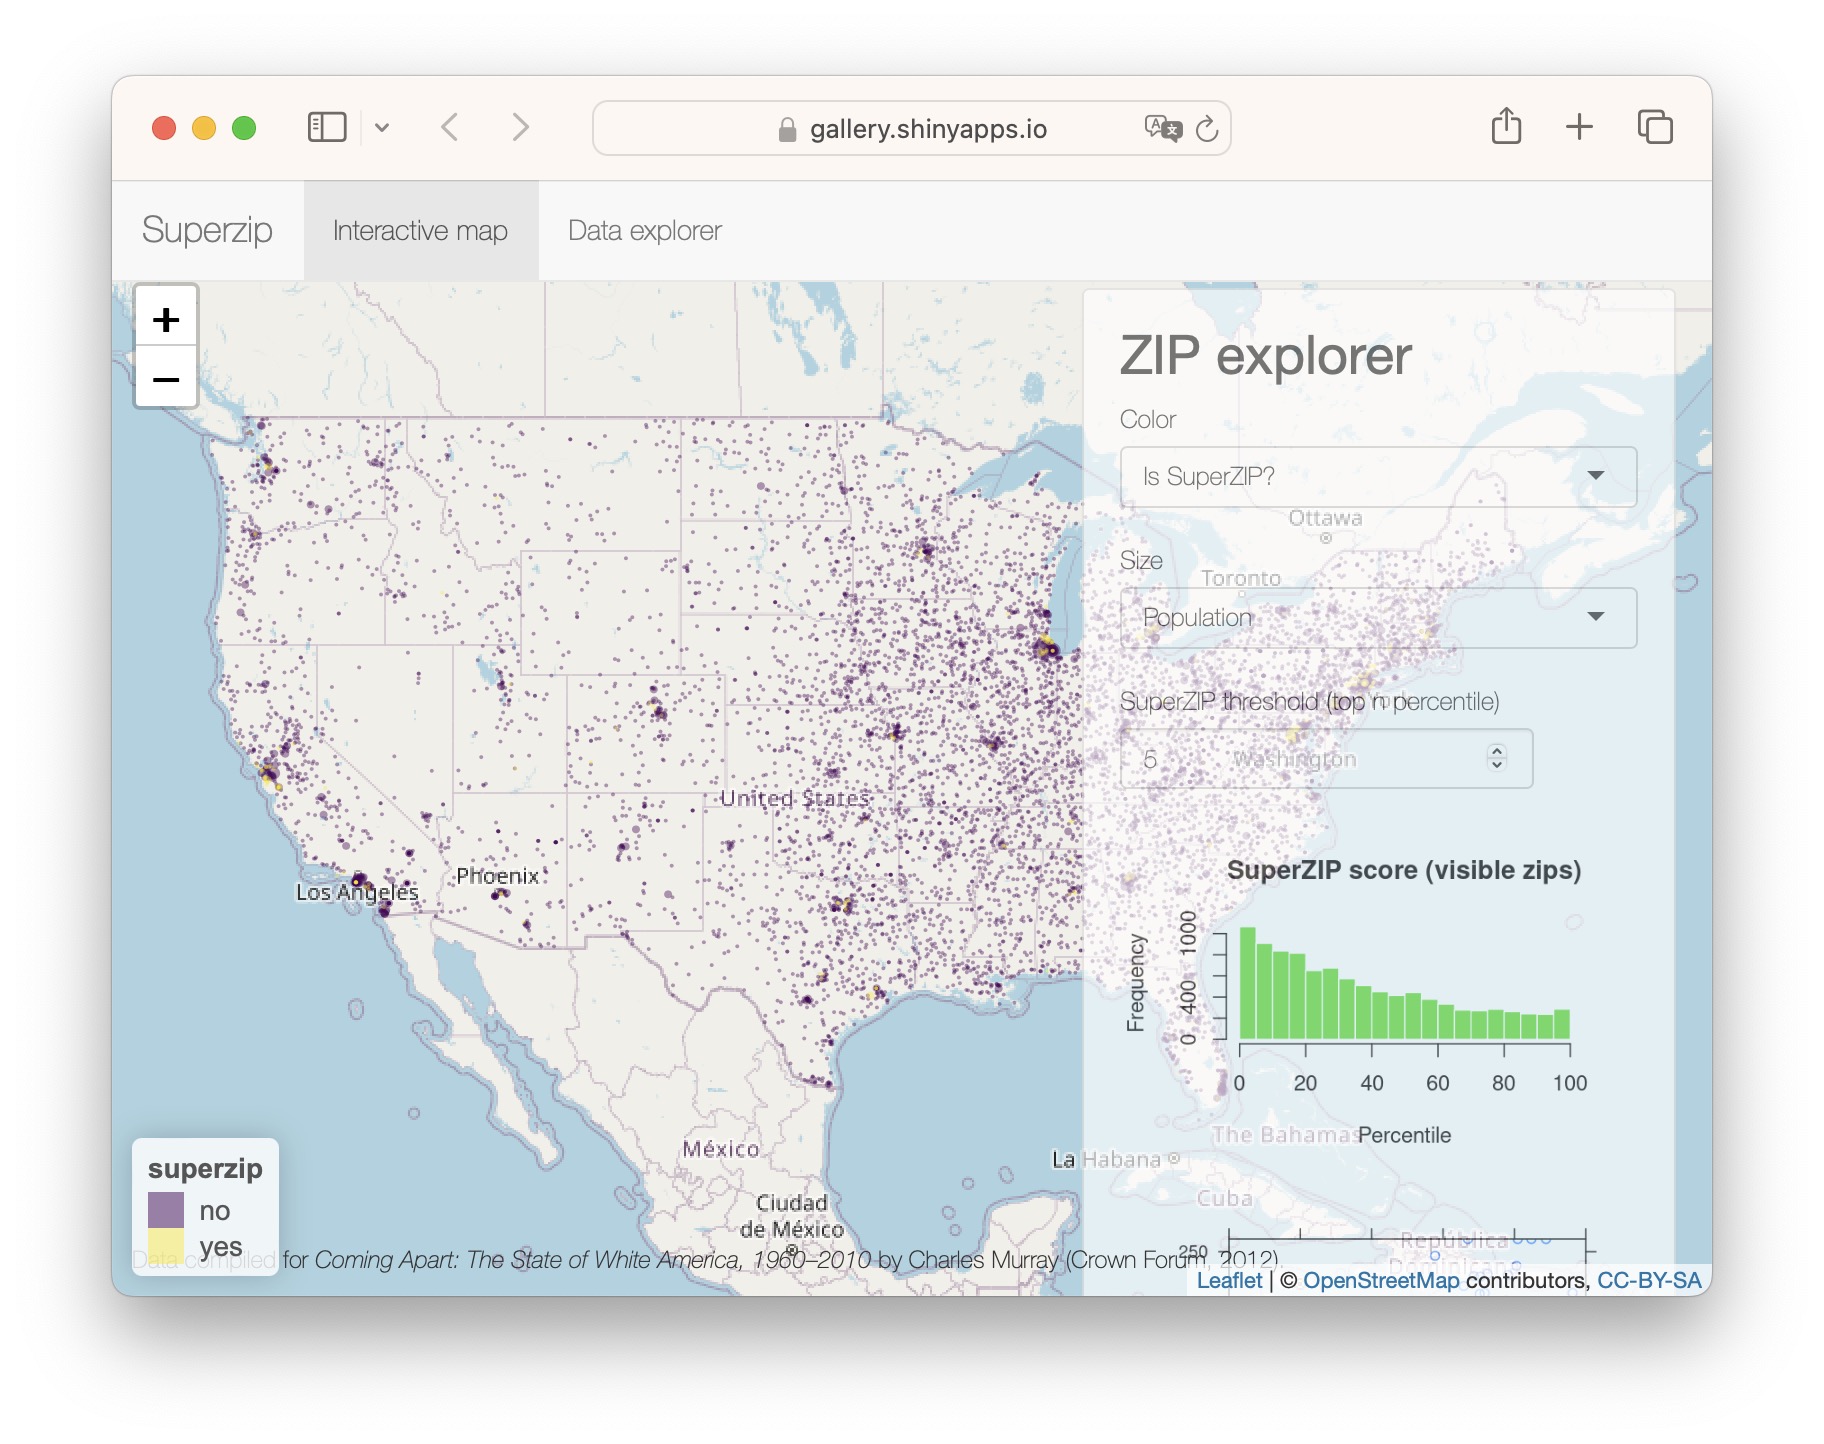 gallery.shinyapps.io
Superzip
Interactive map
Data explorer
+
−
ZIP explorer
Color
Is SuperZIP?
Ottawa
Size
Toronto
Population
SuperZIP threshold (top n percentile)
5
Washington
United States
Los Angeles
Phoenix
SuperZIP score (visible zips)
Frequency
0 400 1000
0 20 40 60 80 100
Percentile
The Bahamas
México
La Habana
Cuba
Ciudad
de México
República
Dominicana
250
superzip
no
yes
Data compiled for Coming Apart: The State of White America, 1960–2010 by Charles Murray (Crown Forum, 2012).
Leaflet | © OpenStreetMap contributors, CC-BY-SA